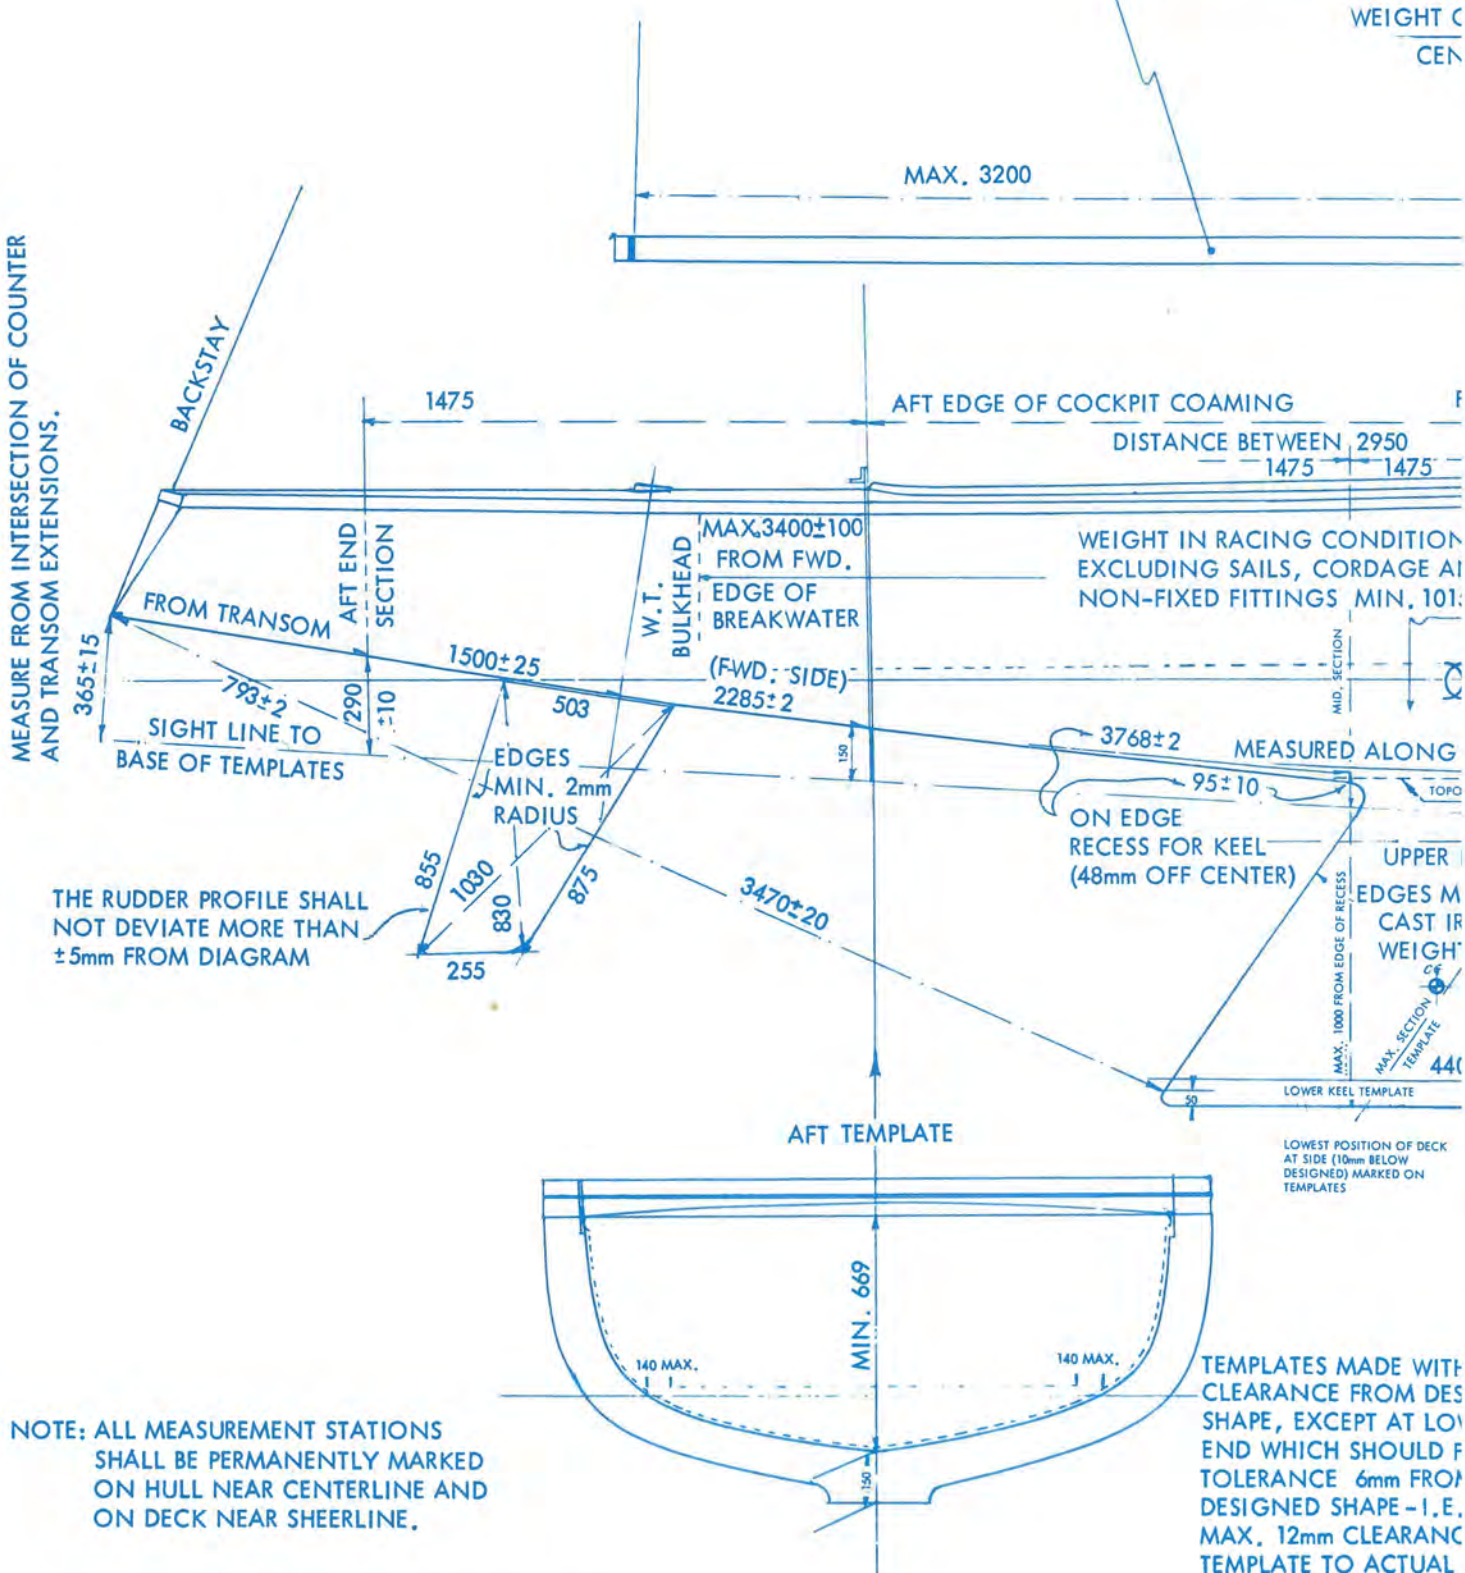 WEIGHT
CEN
MAX. 3200
MEASURE FROM INTERSECTION OF COUNTER
AND TRANSOM EXTENSIONS.
BACKSTAY
1475
AFT EDGE OF COCKPIT COAMING
DISTANCE BETWEEN 2950
1475
1475
AFT END
SECTION
W.T.
BULKHEAD
MAX.3400±100
FROM FWD.
EDGE OF
BREAKWATER
(FWD. SIDE)
WEIGHT IN RACING CONDITION
EXCLUDING SAILS, CORDAGE
NON-FIXED FITTINGS MIN. 101
FROM TRANSOM
365±15
793±2
290
±10
1500±25
503
2285±2
150
SIGHT LINE TO
BASE OF TEMPLATES
EDGES
MIN. 2mm
RADIUS
MID. SECTION
3768±2
MEASURED ALONG
95±10
TOPO
ON EDGE
RECESS FOR KEEL
(48mm OFF CENTER)
UPPER
EDGES M
CAST
WEIGHT
CG
855
1030
830
875
255
3470±20
THE RUDDER PROFILE SHALL
NOT DEVIATE MORE THAN
±5mm FROM DIAGRAM
MAX. 1000 FROM EDGE OF RECESS
MAX. SECTION
TEMPLATE
440
LOWER KEEL TEMPLATE
50
LOWEST POSITION OF DECK
AT SIDE (10mm BELOW
DESIGNED) MARKED ON
TEMPLATES
AFT TEMPLATE
MIN. 669
140 MAX.
140 MAX.
150
NOTE: ALL MEASUREMENT STATIONS
SHALL BE PERMANENTLY MARKED
ON HULL NEAR CENTERLINE AND
ON DECK NEAR SHEERLINE.
TEMPLATES MADE WITH
CLEARANCE FROM DES
SHAPE, EXCEPT AT
END WHICH SHOULD
TOLERANCE 6mm FROM
DESIGNED SHAPE-I.E.
MAX. 12mm CLEARANC
TEMPLATE TO ACTUAL